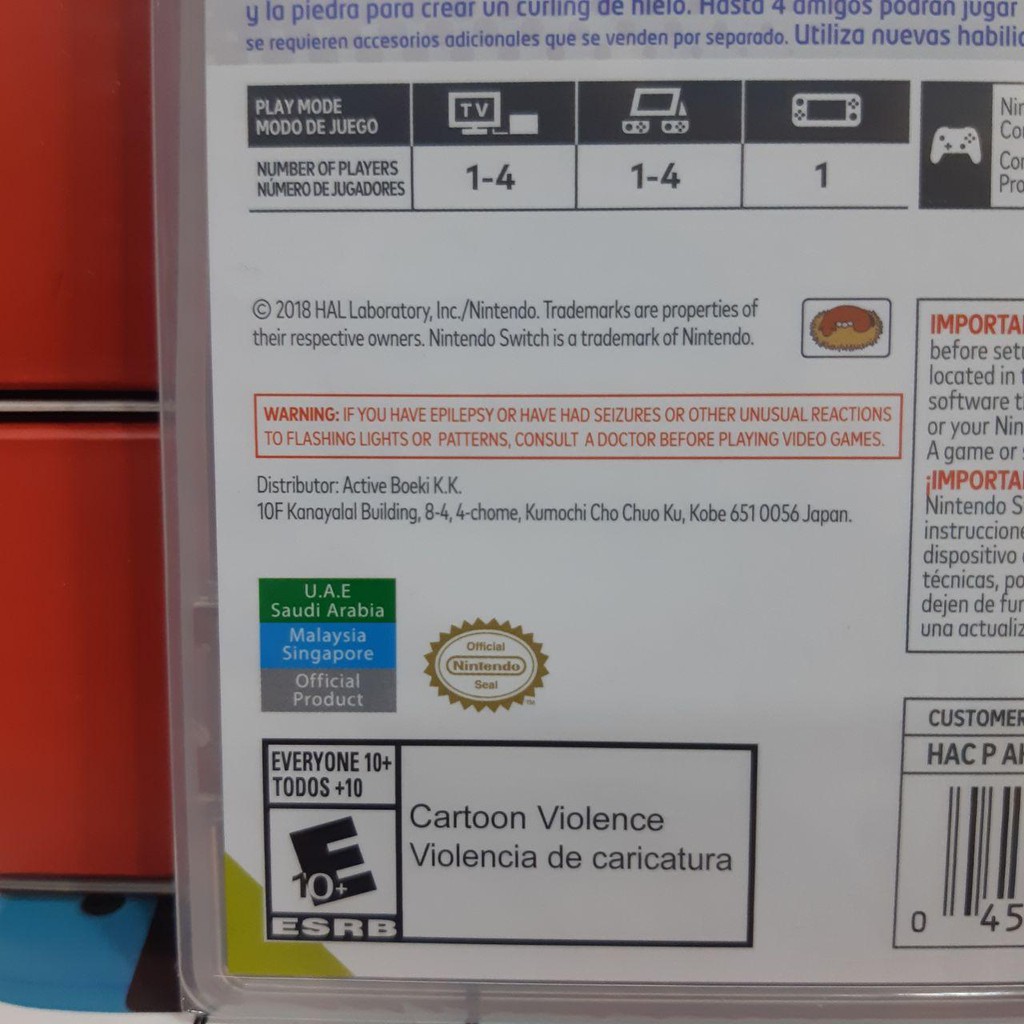 y la piedra para crear un curling de hielo. Hasta 4 amigos podrán jugar
se requieren accesorios adicionales que se venden por separado. Utiliza nuevas
PLAY MODE
MODO DE JUEGO
TV
NUMBER OF PLAYERS
NÚMERO DE JUGADORES
1-4
1-4
1
© 2018 HAL Laboratory, Inc./Nintendo. Trademarks are properties of
their respective owners. Nintendo Switch is a trademark of Nintendo.
WARNING: IF YOU HAVE EPILEPSY OR HAVE HAD SEIZURES OR OTHER UNUSUAL REACTIONS
TO FLASHING LIGHTS OR PATTERNS, CONSULT A DOCTOR BEFORE PLAYING VIDEO GAMES.
Distributor: Active Boeki K.K.
10F Kanayalal Building, 8-4, 4-chome, Kumochi Cho Chuo Ku, Kobe 651 0056 Japan.
U.A.E
Saudi Arabia
Malaysia
Singapore
Official
Product
Official
Nintendo
Seal
TM
EVERYONE 10+
TODOS +10
E
10+
ESRB
Cartoon Violence
Violencia de caricatura
before
located in
software
or your
A game or
Nintendo S
dispositivo
técnicas,
dejen de
una
HAC P
0 45